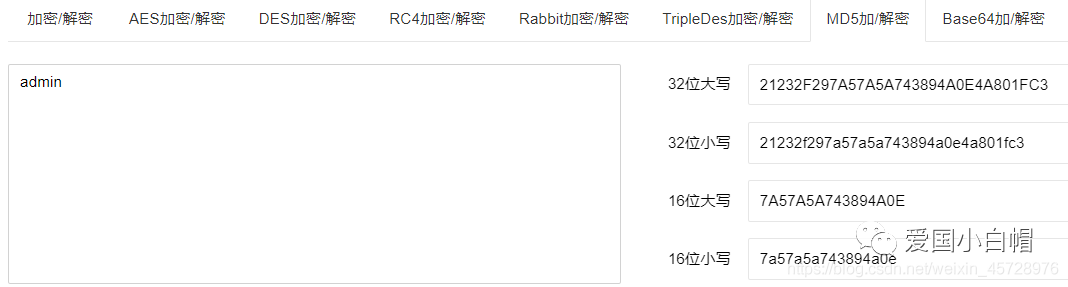 加密/解密 AES加密/解密 DES加密/解密 RC4加密/解密 Rabbit加密/解密 TripleDes加密/解密 MD5加/解密 Base64加/解密
admin
32位大写 21232F297A57A5A743894A0E4A801FC3
32位小写 21232f297a57a5a743894a0e4a801fc3
16位大写 7A57A5A743894A0E
16位小写 7a57a5a743894a0e
爱国小白帽
https://blog.csdn.net/weixin_45728976